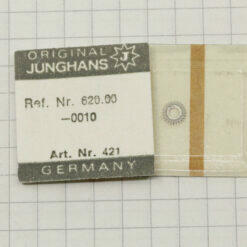 ORIGINAL
JUNGHANS J
Ref. Nr. 620.00
-0010
Art. Nr. 421
GERMANY